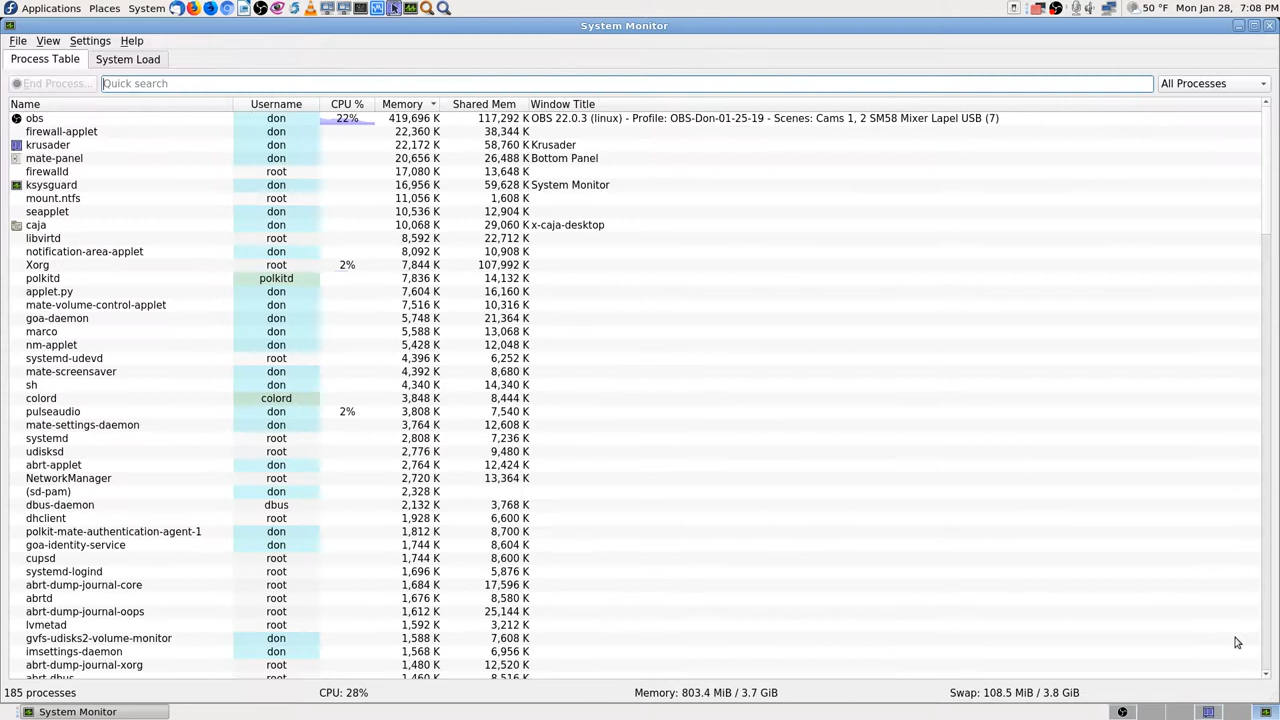 Applications Places System 50 °F Mon Jan 28, 7:08 PM
System Monitor
File View Settings Help
Process Table System Load
End Process... Quick search All Processes
Name Username CPU % Memory Shared Mem Window Title
obs don 22% 419,696 K 117,292 K OBS 22.0.3 (linux) - Profile: OBS-Don-01-25-19 - Scenes: Cams 1, 2 SM58 Mixer Lapel USB (7)
firewall-applet don 22,360 K 38,344 K
krusader don 22,172 K 58,760 K Krusader
mate-panel don 20,656 K 26,488 K Bottom Panel
firewalld root 17,080 K 13,648 K
ksysguard don 16,956 K 59,628 K System Monitor
mount.ntfs root 11,056 K 1,608 K
seapplet don 10,536 K 12,904 K
caja don 10,068 K 29,060 K x-caja-desktop
libvirtd root 8,592 K 22,712 K
notification-area-applet don 8,092 K 10,908 K
Xorg root 2% 7,844 K 107,992 K
polkitd polkitd 7,836 K 14,132 K
applet.py don 7,604 K 16,160 K
mate-volume-control-applet don 7,516 K 10,316 K
goa-daemon don 5,748 K 21,364 K
marco don 5,588 K 13,068 K
nm-applet don 5,428 K 12,048 K
systemd-udevd root 4,396 K 6,252 K
mate-screensaver don 4,392 K 8,680 K
sh don 4,340 K 14,340 K
colord colord 3,848 K 8,444 K
pulseaudio don 2% 3,808 K 7,540 K
mate-settings-daemon don 3,764 K 12,608 K
systemd root 2,808 K 7,236 K
udisksd root 2,776 K 9,480 K
abrt-applet don 2,764 K 12,424 K
NetworkManager root 2,720 K 13,364 K
(sd-pam) don 2,328 K
dbus-daemon dbus 2,132 K 3,768 K
dhclient root 1,928 K 6,600 K
polkit-mate-authentication-agent-1 don 1,812 K 8,700 K
goa-identity-service don 1,744 K 8,604 K
cupsd root 1,744 K 8,600 K
systemd-logind root 1,696 K 5,876 K
abrt-dump-journal-core root 1,684 K 17,596 K
abrtd root 1,676 K 8,580 K
abrt-dump-journal-oops root 1,612 K 25,144 K
lvmetad root 1,592 K 3,212 K
gvfs-udisks2-volume-monitor don 1,588 K 7,608 K
imsettings-daemon don 1,568 K 6,956 K
abrt-dump-journal-xorg root 1,480 K 12,520 K
abrt-dbus root 1,460 K 8,516 K
185 processes CPU: 28% Memory: 803.4 MiB / 3.7 GiB Swap: 108.5 MiB / 3.8 GiB
System Monitor